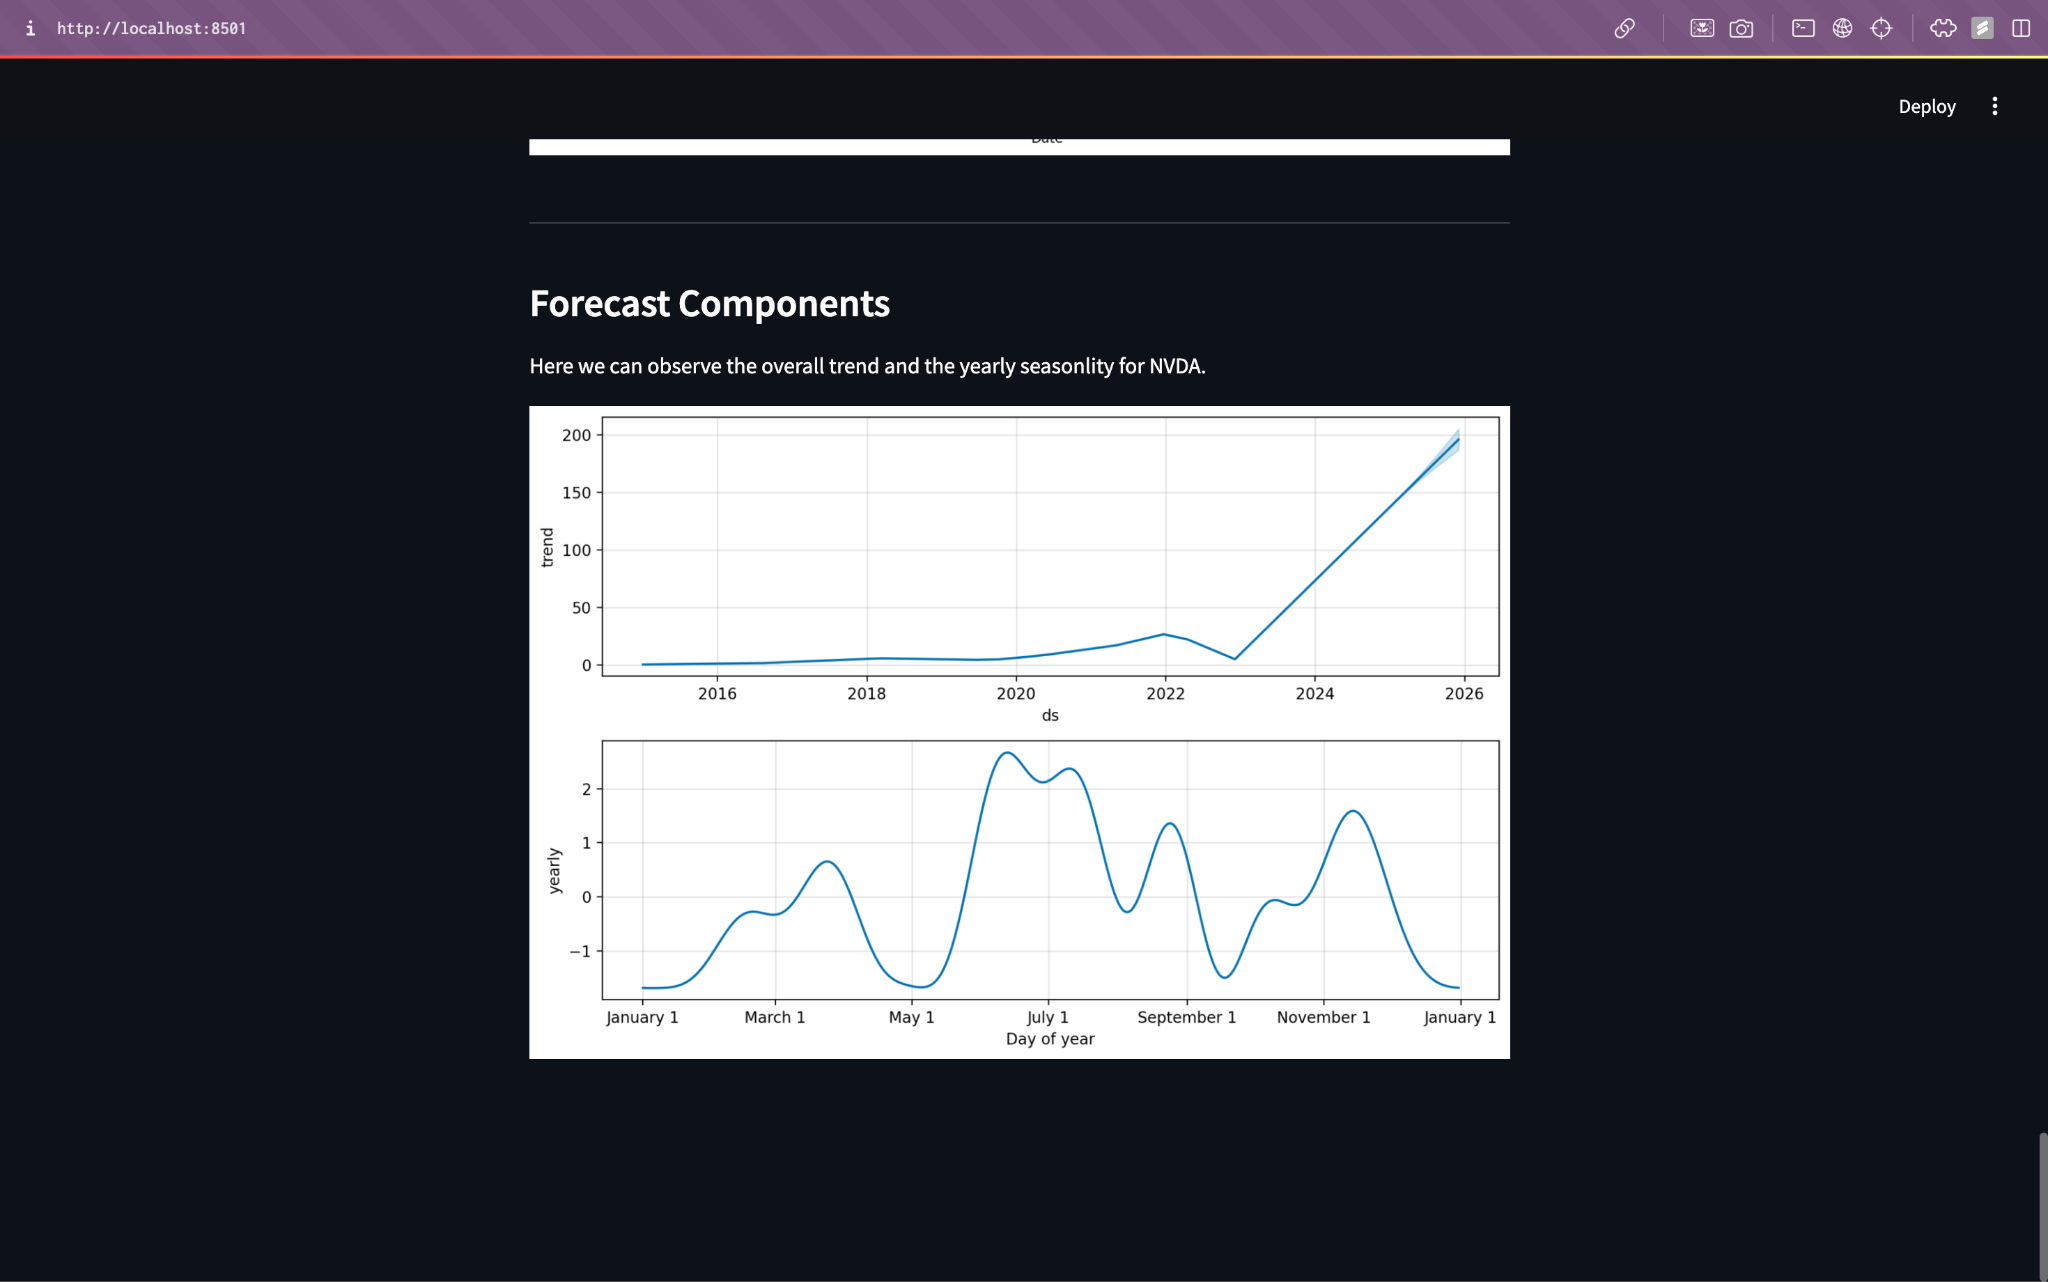 http://localhost:8501
Deploy
Date
Forecast Components
Here we can observe the overall trend and the yearly seasonlity for NVDA.
200
150
100
50
0
trend
2016 2018 2020 2022 2024 2026
ds
2
1
0
−1
yearly
January 1 March 1 May 1 July 1 September 1 November 1 January 1
Day of year